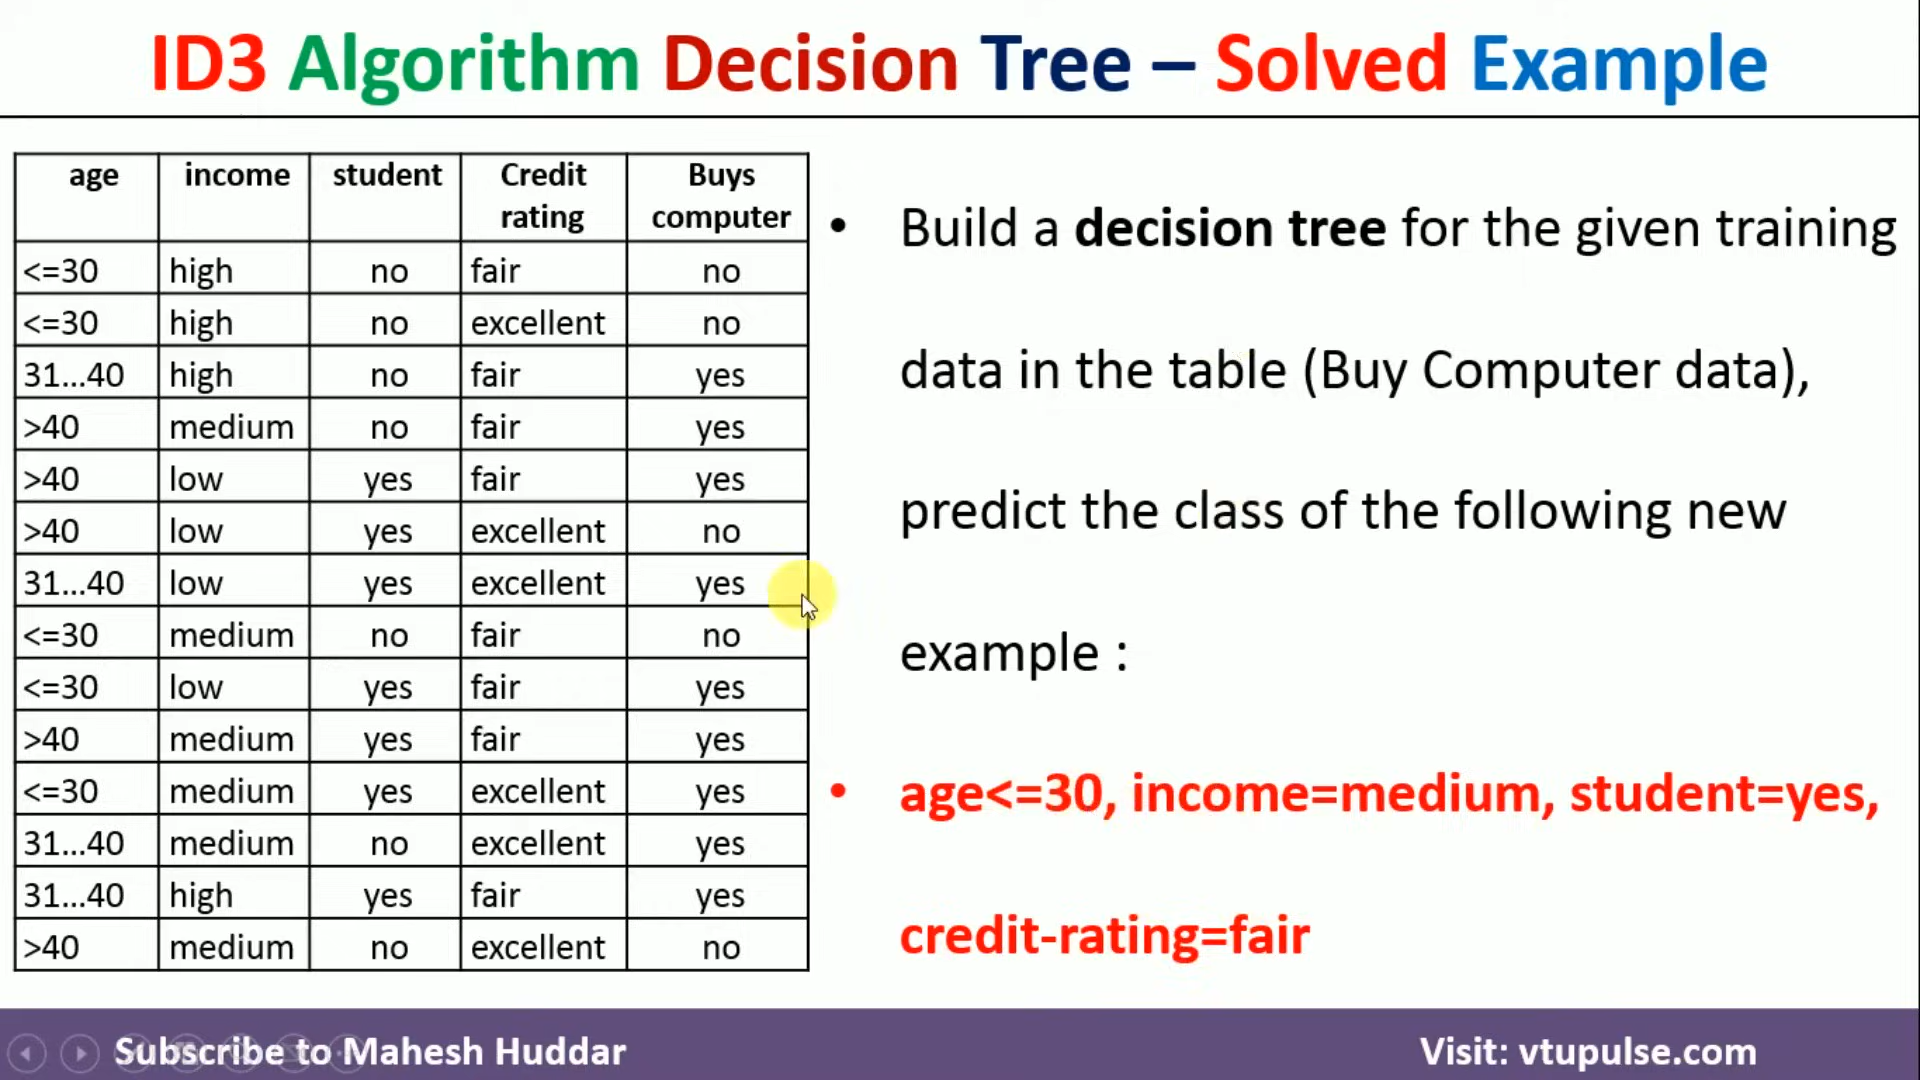 ID3 Algorithm Decision Tree – Solved Example
age income student Credit rating Buys computer
<=30 high no fair no
<=30 high no excellent no
31...40 high no fair yes
>40 medium no fair yes
>40 low yes fair yes
>40 low yes excellent no
31...40 low yes excellent yes
<=30 medium no fair no
<=30 low yes fair yes
>40 medium yes fair yes
<=30 medium yes excellent yes
31...40 medium no excellent yes
31...40 high yes fair yes
>40 medium no excellent no
• Build a decision tree for the given training
data in the table (Buy Computer data),
predict the class of the following new
example :
• age<=30, income=medium, student=yes,
credit-rating=fair
Subscribe to Mahesh Huddar
Visit: vtupulse.com